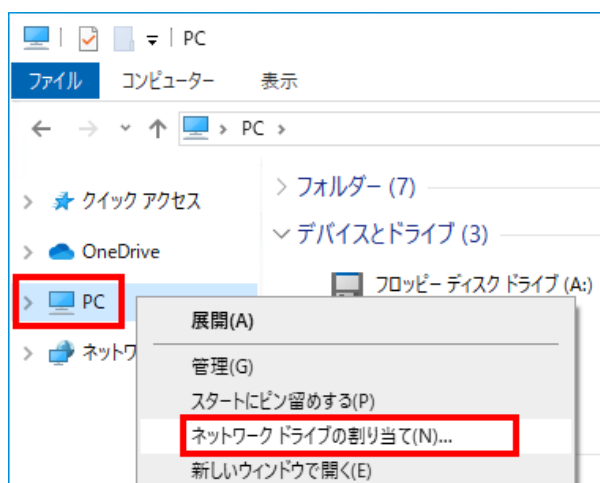 PC
ファイル コンピューター 表示
PC
クイック アクセス
フォルダー (7)
デバイスとドライブ (3)
OneDrive
フロッピー ディスク ドライブ (A:)
PC
展開(A)
ネットワ
管理(G)
スタートにピン留めする(P)
ネットワーク ドライブの割り当て(N)...
新しいウィンドウで開く(E)